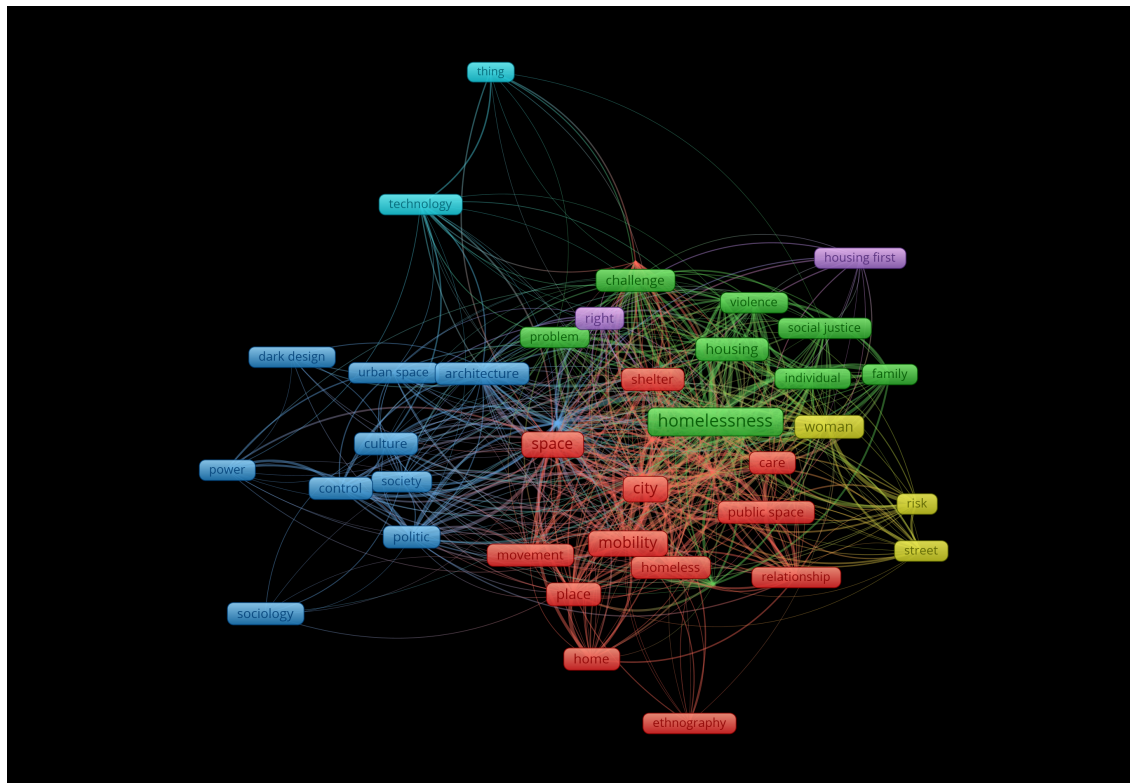 thing
technology
housing first
challenge
violence
right
social justice
problem
housing
dark design
urban space
architecture
shelter
individual
family
homelessness
woman
culture
space
care
power
society
control
city
risk
public space
politic
mobility
street
movement
homeless
relationship
place
sociology
home
ethnography